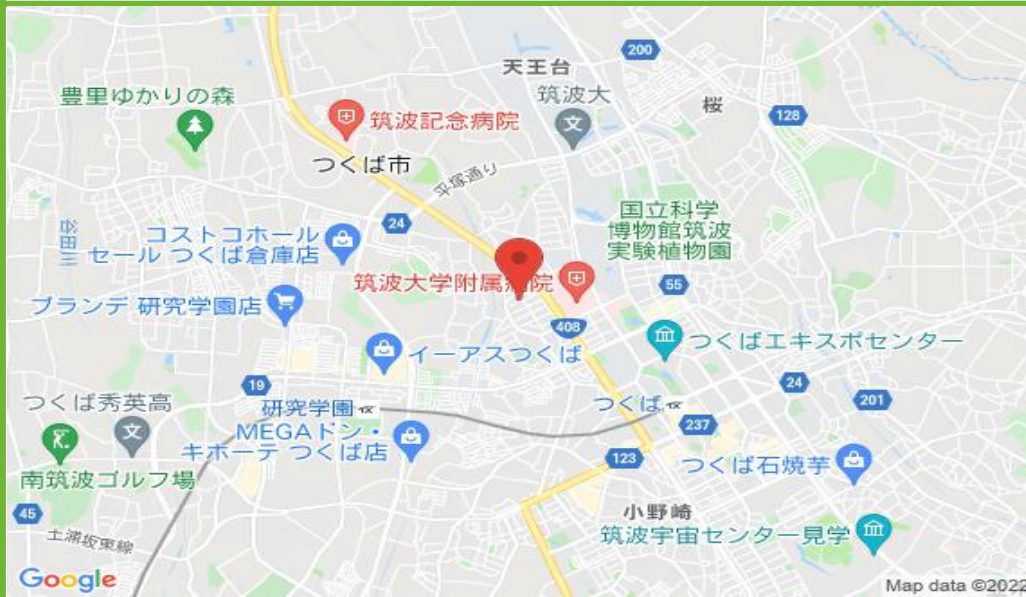 200
天王台
豊里ゆかりの森
筑波大
桜
128
筑波記念病院
つくば市
平塚通り
国立科学
博物館筑波
実験植物園
谷田川
24
コストコホール
セール つくば倉庫店
筑波大学附属病院
55
ブランデ 研究学園店
408
つくばエキスポセンター
イーアスつくば
19
24
201
つくば秀英高
研究学園
つくば
237
MEGAドン・
キホーテ つくば店
123
つくば石焼芋
南筑波ゴルフ場
45
小野崎
土浦坂東線
筑波宇宙センター見学
Google
Map data ©2022